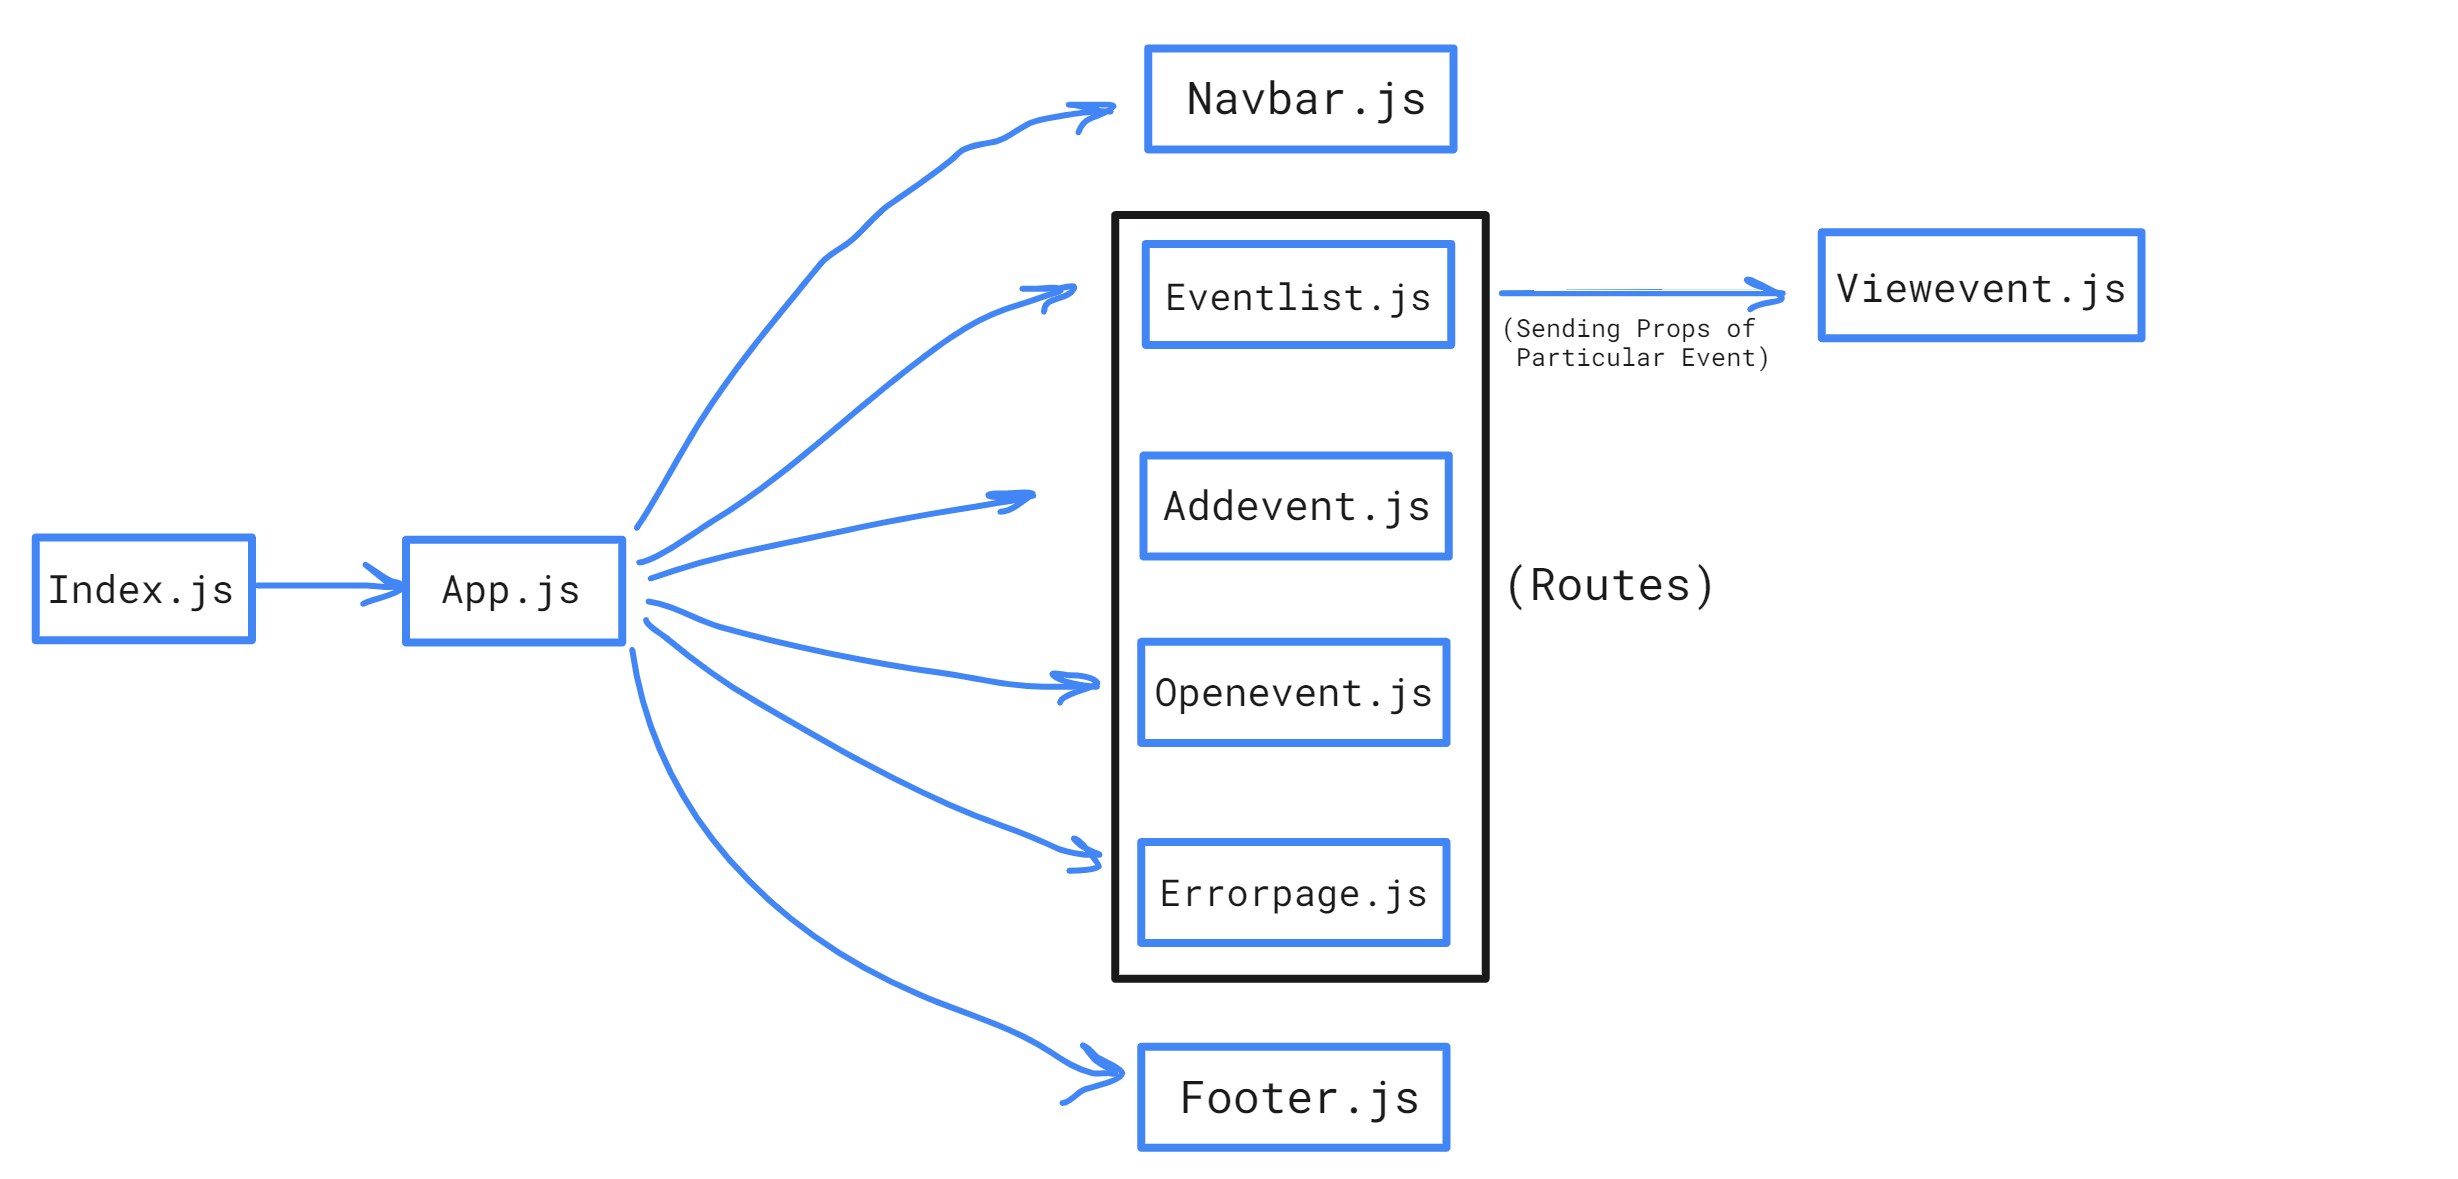 Navbar.js
Eventlist.js
Viewevent.js
(Sending Props of
Particular Event)
Addevent.js
Index.js
App.js
(Routes)
Openevent.js
Errorpage.js
Footer.js